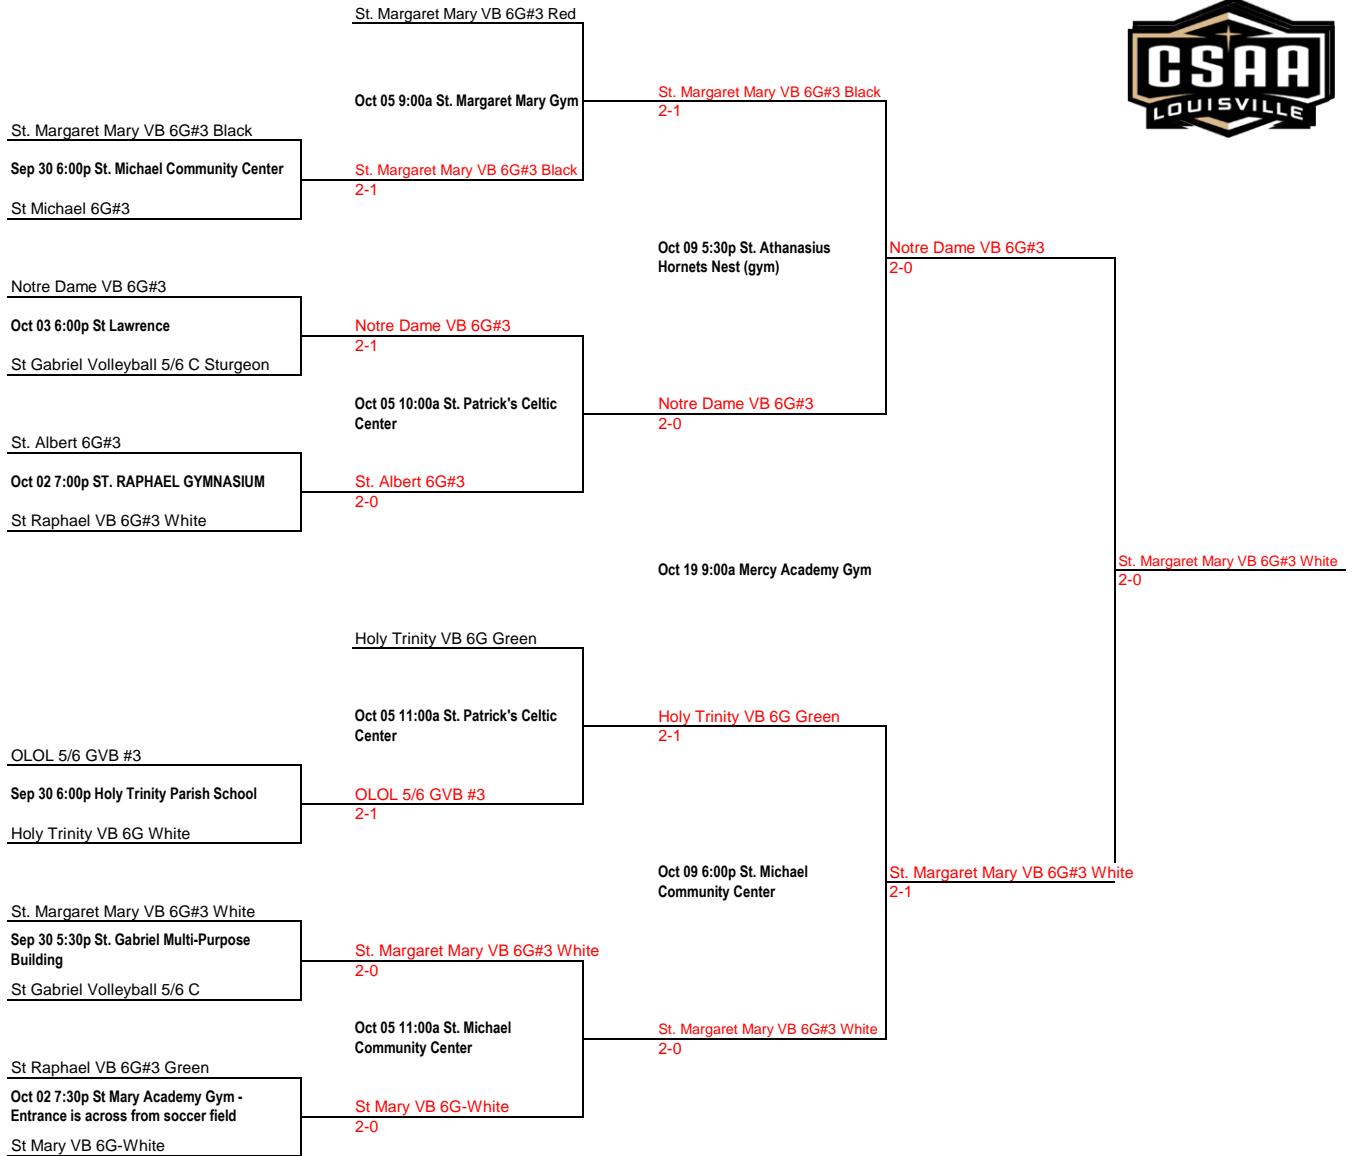 St. Margaret Mary VB 6G#3 Red
CSAA
LOUISVILLE
Oct 05 9:00a St. Margaret Mary Gym
St. Margaret Mary VB 6G#3 Black
2-1
St. Margaret Mary VB 6G#3 Black
Sep 30 6:00p St. Michael Community Center
St. Margaret Mary VB 6G#3 Black
2-1
St Michael 6G#3
Oct 09 5:30p St. Athanasius
Hornets Nest (gym)
Notre Dame VB 6G#3
2-0
Notre Dame VB 6G#3
Oct 03 6:00p St Lawrence
Notre Dame VB 6G#3
2-1
St Gabriel Volleyball 5/6 C Sturgeon
Oct 05 10:00a St. Patrick's Celtic
Center
Notre Dame VB 6G#3
2-0
St. Albert 6G#3
Oct 02 7:00p ST. RAPHAEL GYMNASIUM
St. Albert 6G#3
2-0
St Raphael VB 6G#3 White
Oct 19 9:00a Mercy Academy Gym
St. Margaret Mary VB 6G#3 White
2-0
Holy Trinity VB 6G Green
Oct 05 11:00a St. Patrick's Celtic
Center
Holy Trinity VB 6G Green
2-1
OLOL 5/6 GVB #3
Sep 30 6:00p Holy Trinity Parish School
OLOL 5/6 GVB #3
2-1
Holy Trinity VB 6G White
Oct 09 6:00p St. Michael
Community Center
St. Margaret Mary VB 6G#3 White
2-1
St. Margaret Mary VB 6G#3 White
Sep 30 5:30p St. Gabriel Multi-Purpose
Building
St. Margaret Mary VB 6G#3 White
2-0
St Gabriel Volleyball 5/6 C
Oct 05 11:00a St. Michael
Community Center
St. Margaret Mary VB 6G#3 White
2-0
St Raphael VB 6G#3 Green
Oct 02 7:30p St Mary Academy Gym -
Entrance is across from soccer field
St Mary VB 6G-White
2-0
St Mary VB 6G-White